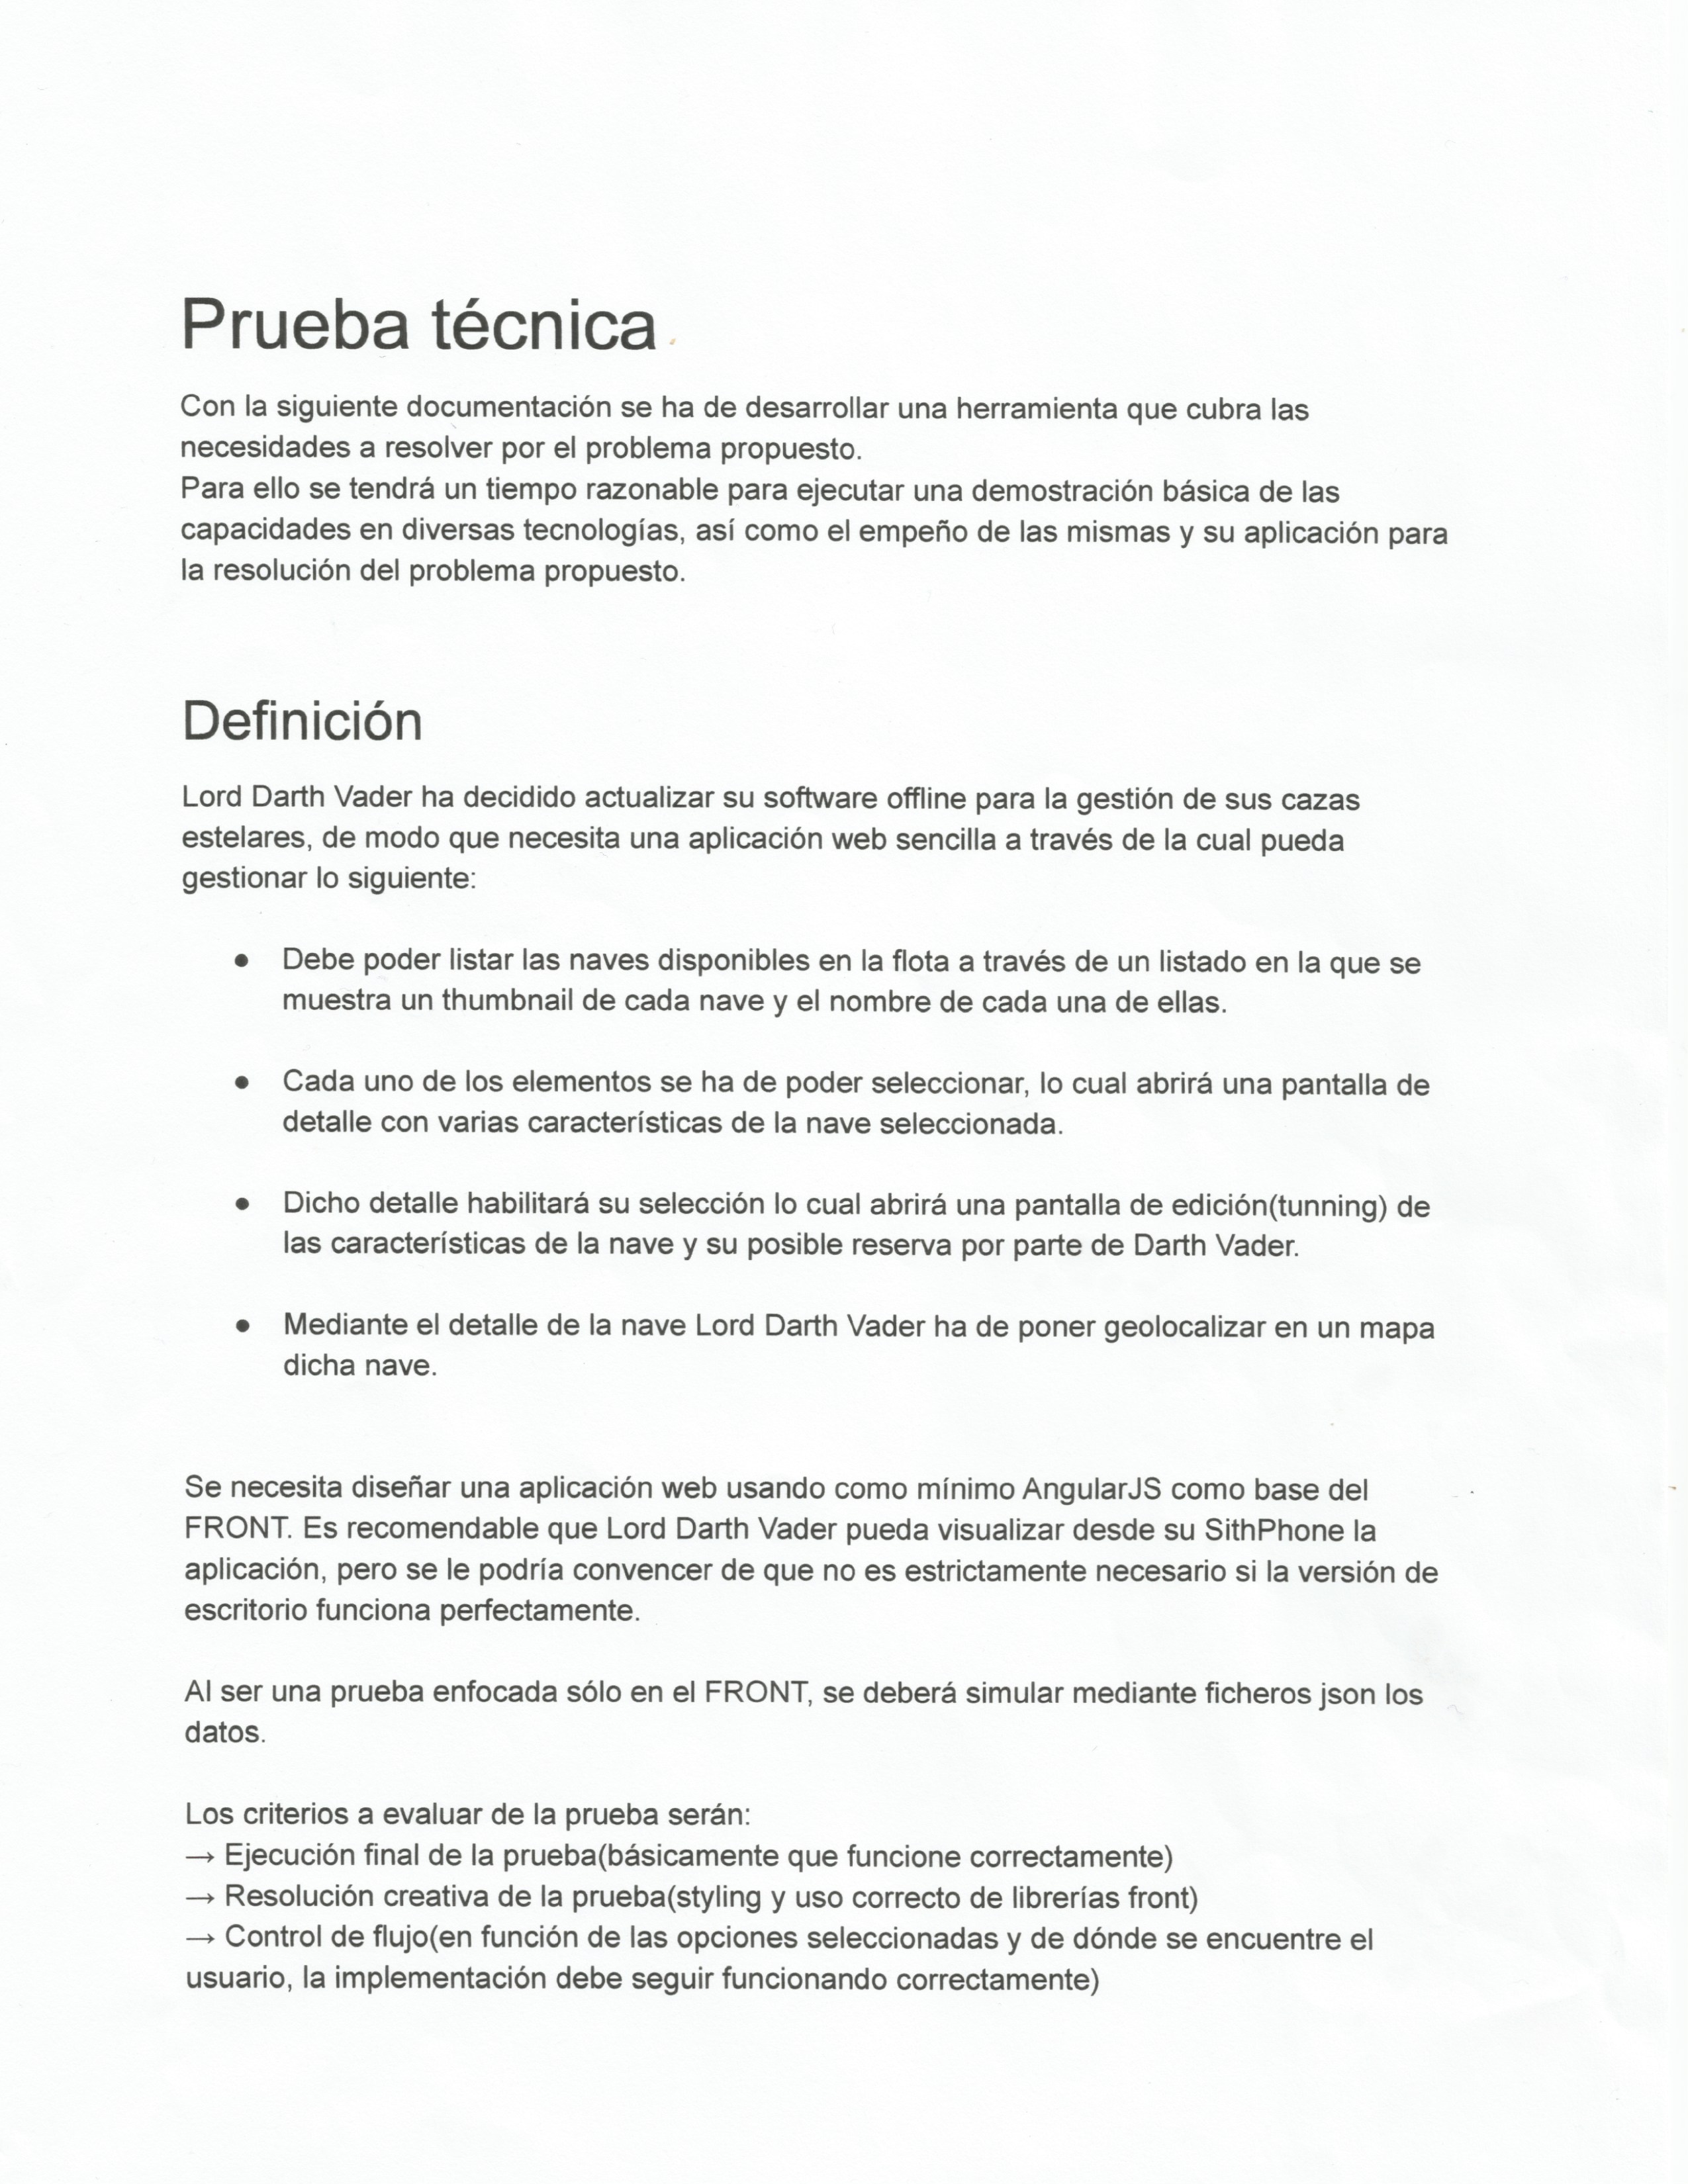 Prueba técnica
Con la siguiente documentación se ha de desarrollar una herramienta que cubra las
necesidades a resolver por el problema propuesto.
Para ello se tendrá un tiempo razonable para ejecutar una demostración básica de las
capacidades en diversas tecnologías, así como el empeño de las mismas y su aplicación para
la resolución del problema propuesto.
Definición
Lord Darth Vader ha decidido actualizar su software offline para la gestión de sus cazas
estelares, de modo que necesita una aplicación web sencilla a través de la cual pueda
gestionar lo siguiente:
● Debe poder listar las naves disponibles en la flota a través de un listado en la que se
muestra un thumbnail de cada nave y el nombre de cada una de ellas.
● Cada uno de los elementos se ha de poder seleccionar, lo cual abrirá una pantalla de
detalle con varias características de la nave seleccionada.
● Dicho detalle habilitará su selección lo cual abrirá una pantalla de edición(tunning) de
las características de la nave y su posible reserva por parte de Darth Vader.
● Mediante el detalle de la nave Lord Darth Vader ha de poner geolocalizar en un mapa
dicha nave.
Se necesita diseñar una aplicación web usando como mínimo AngularJS como base del
FRONT. Es recomendable que Lord Darth Vader pueda visualizar desde su SithPhone la
aplicación, pero se le podría convencer de que no es estrictamente necesario si la versión de
escritorio funciona perfectamente.
Al ser una prueba enfocada sólo en el FRONT, se deberá simular mediante ficheros json los
datos.
Los criterios a evaluar de la prueba serán:
→ Ejecución final de la prueba(básicamente que funcione correctamente)
→ Resolución creativa de la prueba(styling y uso correcto de librerías front)
→ Control de flujo(en función de las opciones seleccionadas y de dónde se encuentre el
usuario, la implementación debe seguir funcionando correctamente)